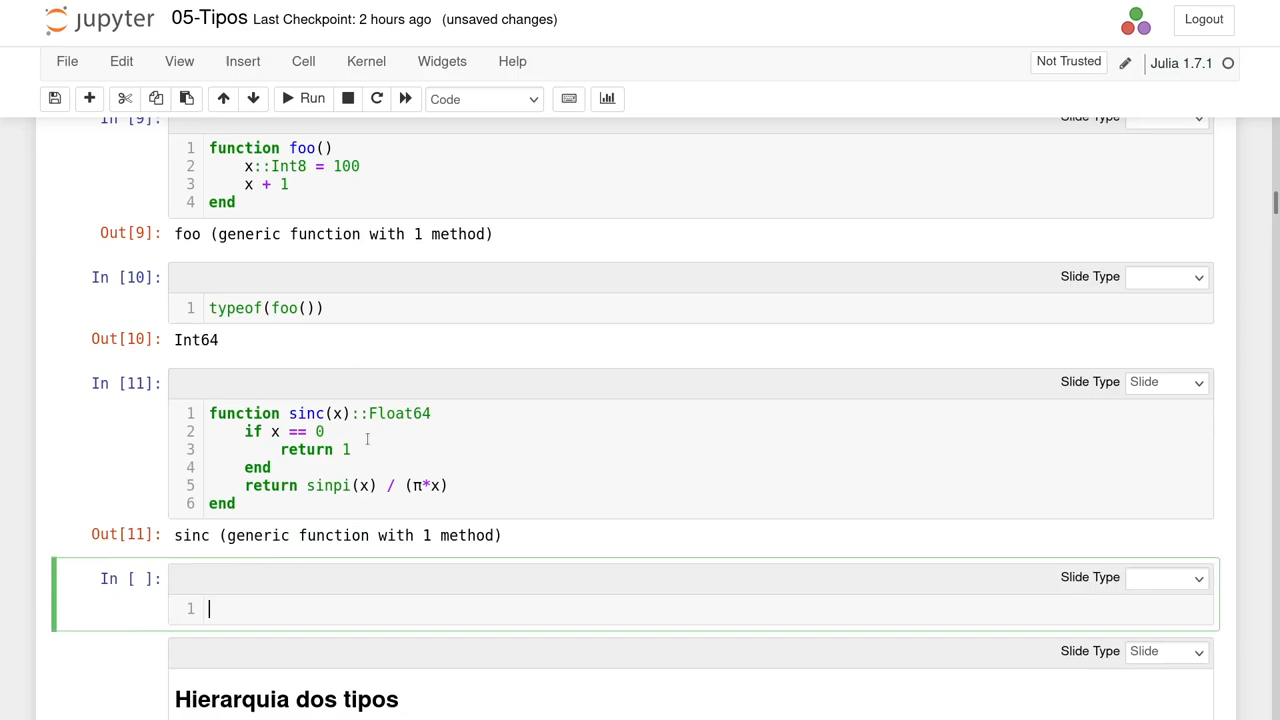 jupyter 05-Tipos Last Checkpoint: 2 hours ago (unsaved changes) Logout
File Edit View Insert Cell Kernel Widgets Help Not Trusted Julia 1.7.1
Run Code
In [9]: Slide Type
1 function foo()
2 x::Int8 = 100
3 x + 1
4 end
Out[9]: foo (generic function with 1 method)
In [10]: Slide Type
1 typeof(foo())
Out[10]: Int64
In [11]: Slide Type Slide
1 function sinc(x)::Float64
2 if x == 0
3 return 1
4 end
5 return sinpi(x) / (π*x)
6 end
Out[11]: sinc (generic function with 1 method)
In [ ]: Slide Type
1
Slide Type Slide
Hierarquia dos tipos